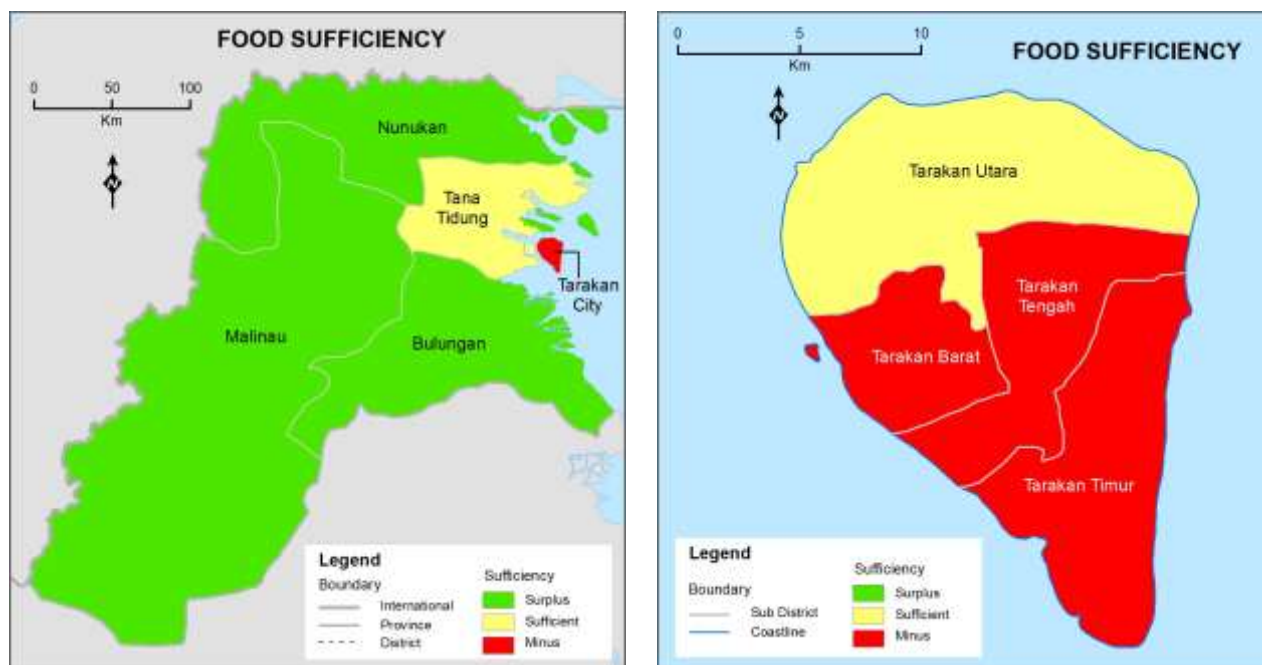 FOOD SUFFICIENCY
0 50 100
Km
N
Nunukan
Tana
Tidung
Tarakan
City
Malinau
Bulungan
Legend
Boundary
International
Province
District
Sufficiency
Surplus
Sufficient
Minus
0 5 10
Km
FOOD SUFFICIENCY
N
Tarakan Utara
Tarakan
Tengah
Tarakan Barat
Tarakan Timur
Legend
Boundary
Sub District
Coastline
Sufficiency
Surplus
Sufficient
Minus